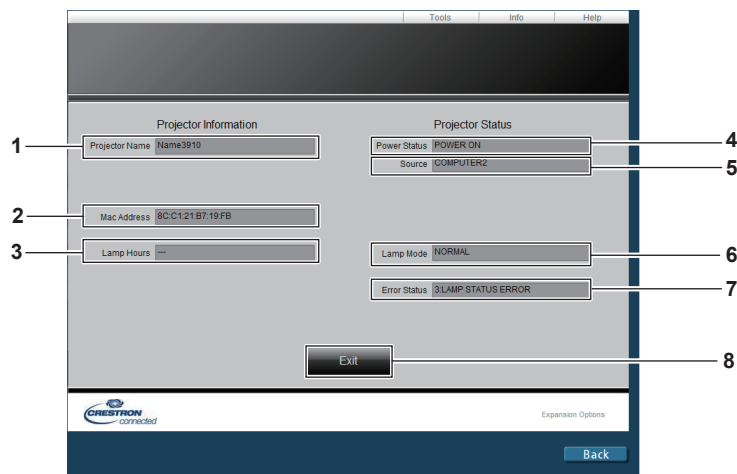 Tools Info Help
Projector Information Projector Status
1 Projector Name Name3910 Power Status POWER ON 4
Source COMPUTER2 5
2 Mac Address 8C:C1:21:B7:19:FB
3 Lamp Hours --- Lamp Mode NORMAL 6
Error Status 3:LAMP STATUS ERROR 7
Exit 8
CRESTRON
connected Expansion Options
Back